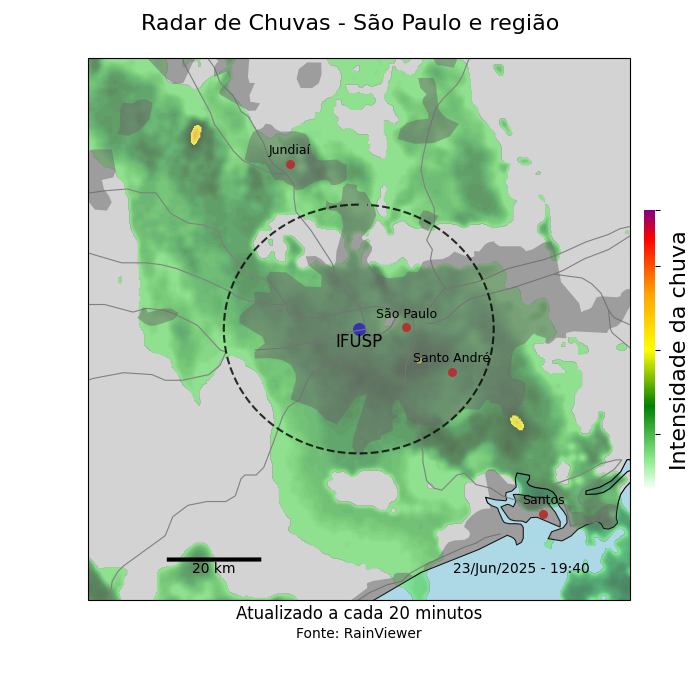 Radar de Chuvas - São Paulo e região
Jundiaí
São Paulo
IFUSP
Santo André
Santos
20 km
23/Jun/2025 - 19:40
Intensidade da chuva
Atualizado a cada 20 minutos
Fonte: RainViewer